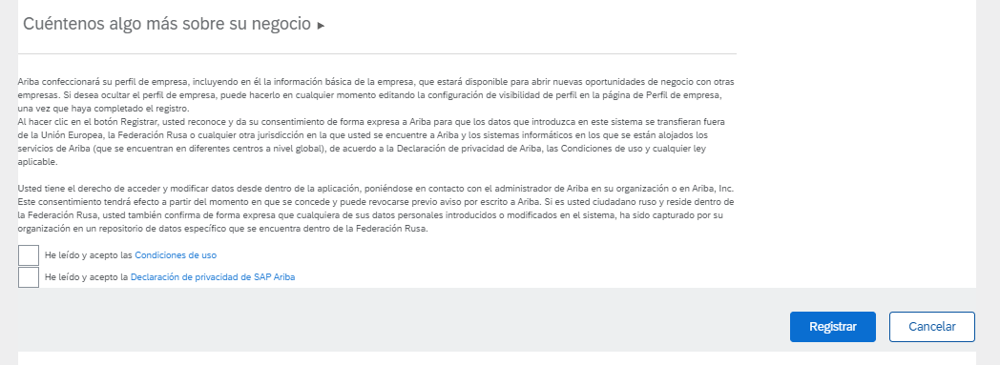 Cuéntenos algo más sobre su negocio ►
Ariba confeccionará su perfil de empresa, incluyendo en él la información básica de la empresa, que estará disponible para abrir nuevas oportunidades de negocio con otras
empresas. Si desea ocultar el perfil de empresa, puede hacerlo en cualquier momento editando la configuración de visibilidad de perfil en la página de Perfil de empresa,
una vez que haya completado el registro.
Al hacer clic en el botón Registrar, usted reconoce y da su consentimiento de forma expresa a Ariba para que los datos que introduzca en este sistema se transfieran fuera
de la Unión Europea, la Federación Rusa o cualquier otra jurisdicción en la que usted se encuentre a Ariba y los sistemas informáticos en los que se están alojados los
servicios de Ariba (que se encuentran en diferentes centros a nivel global), de acuerdo a la Declaración de privacidad de Ariba, las Condiciones de uso y cualquier ley
aplicable.
Usted tiene el derecho de acceder y modificar datos desde dentro de la aplicación, poniéndose en contacto con el administrador de Ariba en su organización o en Ariba, Inc.
Este consentimiento tendrá efecto a partir del momento en que se concede y puede revocarse previo aviso por escrito a Ariba. Si es usted ciudadano ruso y reside dentro de
la Federación Rusa, usted también confirma de forma expresa que cualquiera de sus datos personales introducidos o modificados en el sistema, ha sido capturado por su
organización en un repositorio de datos específico que se encuentra dentro de la Federación Rusa.
He leído y acepto las Condiciones de uso
He leído y acepto la Declaración de privacidad de SAP Ariba
Registrar Cancelar